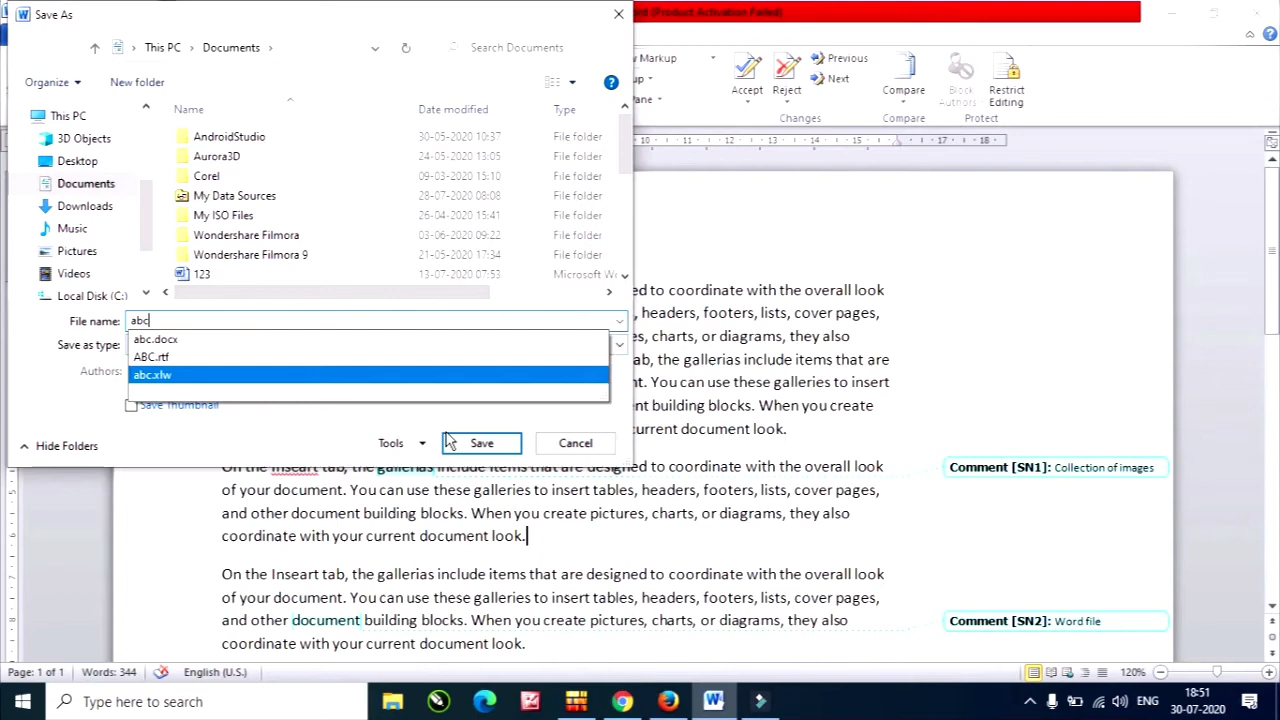 Save As
Word (Product Activation Failed)
This PC
Documents
Search Documents
Organize
New folder
Name
Date modified
Type
This PC
3D Objects
Desktop
Documents
Downloads
Music
Pictures
Videos
Local Disk (C:)
AndroidStudio 30-05-2020 10:37 File folder
Aurora3D 24-05-2020 13:05 File folder
Corel 09-03-2020 15:10 File folder
My Data Sources 28-07-2020 08:08 File folder
My ISO Files 26-04-2020 15:41 File folder
Wondershare Filmora 03-06-2020 09:22 File folder
Wondershare Filmora 9 21-05-2020 17:34 File folder
123 13-07-2020 07:53 Microsoft Wo
File name: abc
abc.docx
Save as type:
ABC.rtf
Authors:
abc.xlw
Save Thumbnail
Hide Folders
Tools
Save
Cancel
Markup
Accept
Reject
Previous
Next
Changes
Compare
Compare
Block
Authors
Restrict
Editing
Protect
10 11 12 13 14 15 17 18
ed to coordinate with the overall look
, headers, footers, lists, cover pages,
s, charts, or diagrams, they also
ab, the gallerias include items that are
. You can use these galleries to insert
nt building blocks. When you create
urrent document look.
On the Inseart tab, the gallerias include items that are designed to coordinate with the overall look
of your document. You can use these galleries to insert tables, headers, footers, lists, cover pages,
and other document building blocks. When you create pictures, charts, or diagrams, they also
coordinate with your current document look.
Comment [SN1]: Collection of images
On the Inseart tab, the gallerias include items that are designed to coordinate with the overall look
of your document. You can use these galleries to insert tables, headers, footers, lists, cover pages,
and other document building blocks. When you create pictures, charts, or diagrams, they also
coordinate with your current document look.
Comment [SN2]: Word file
Page: 1 of 1
Words: 344
English (U.S.)
120%
Type here to search
ENG
18:51
30-07-2020